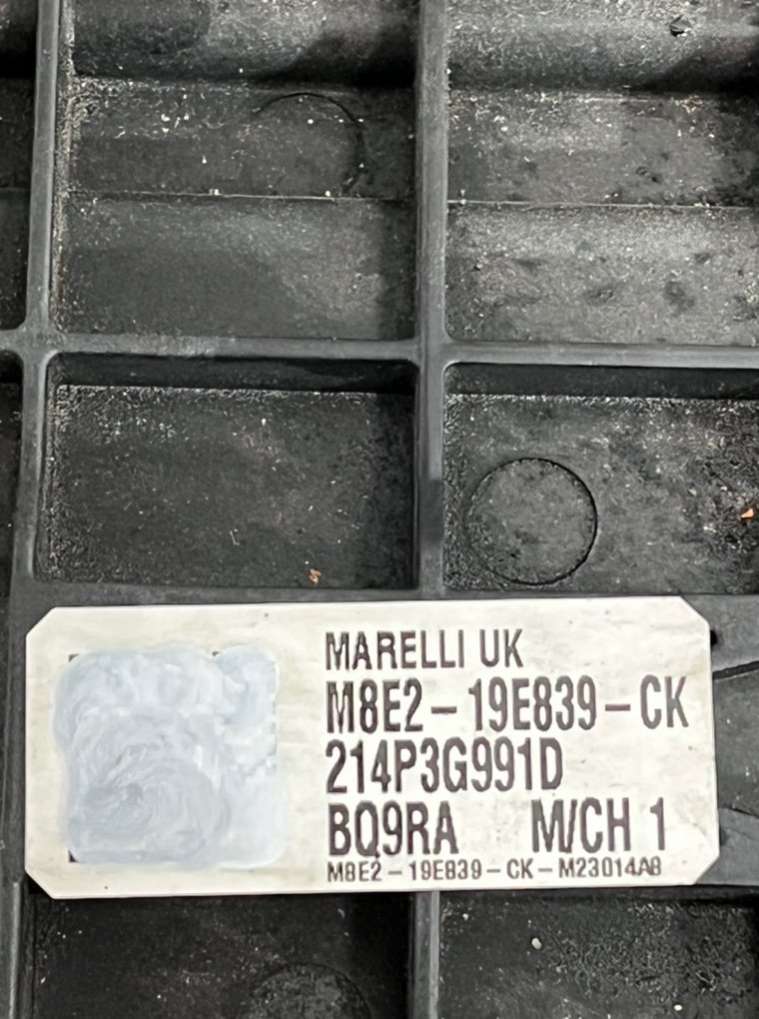 MARELLI UK
M8E2-19E839-CK
214P3G991D
BQ9RA M/CH 1
M8E2-19E839-CK-M23014A8